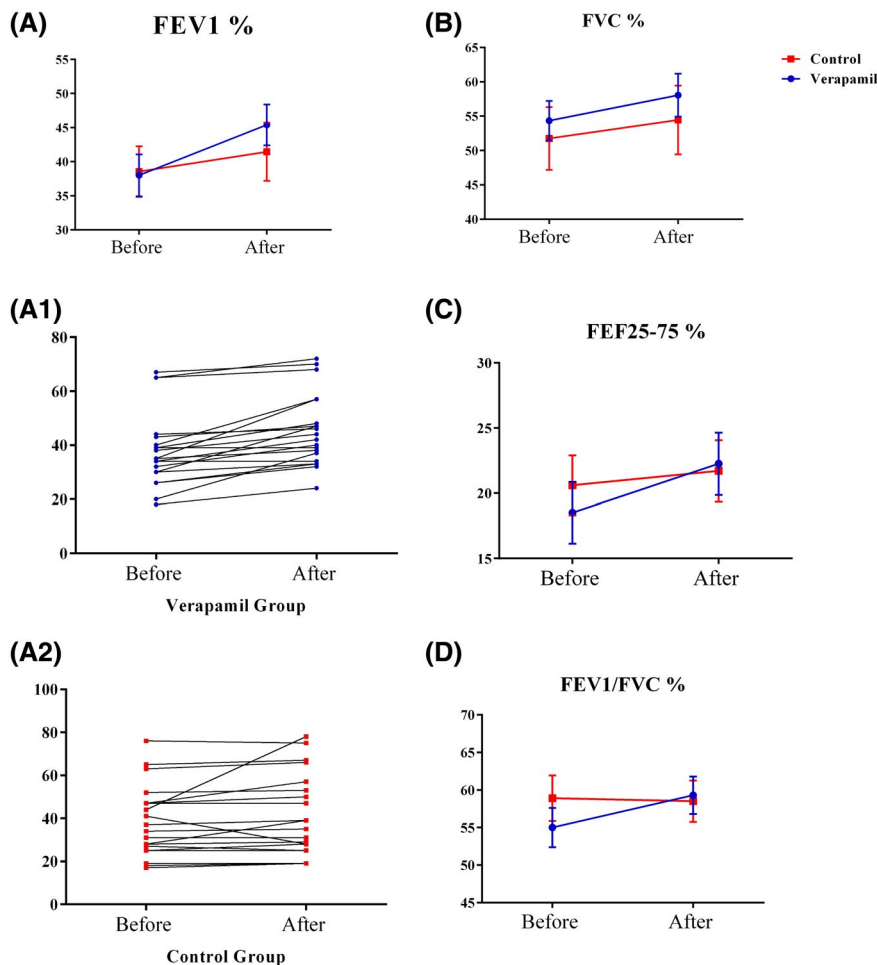 (A)
FEV1 %
55
50
45
40
35
30
Before After
(B)
FVC %
65
60
55
50
45
40
Before After
Control
Verapamil
(A1)
80
60
40
20
0
Before After
Verapamil Group
(C)
FEF25-75 %
30
25
20
15
Before After
(A2)
100
80
60
40
20
0
Before After
Control Group
(D)
FEV1/FVC %
70
65
60
55
50
45
Before After